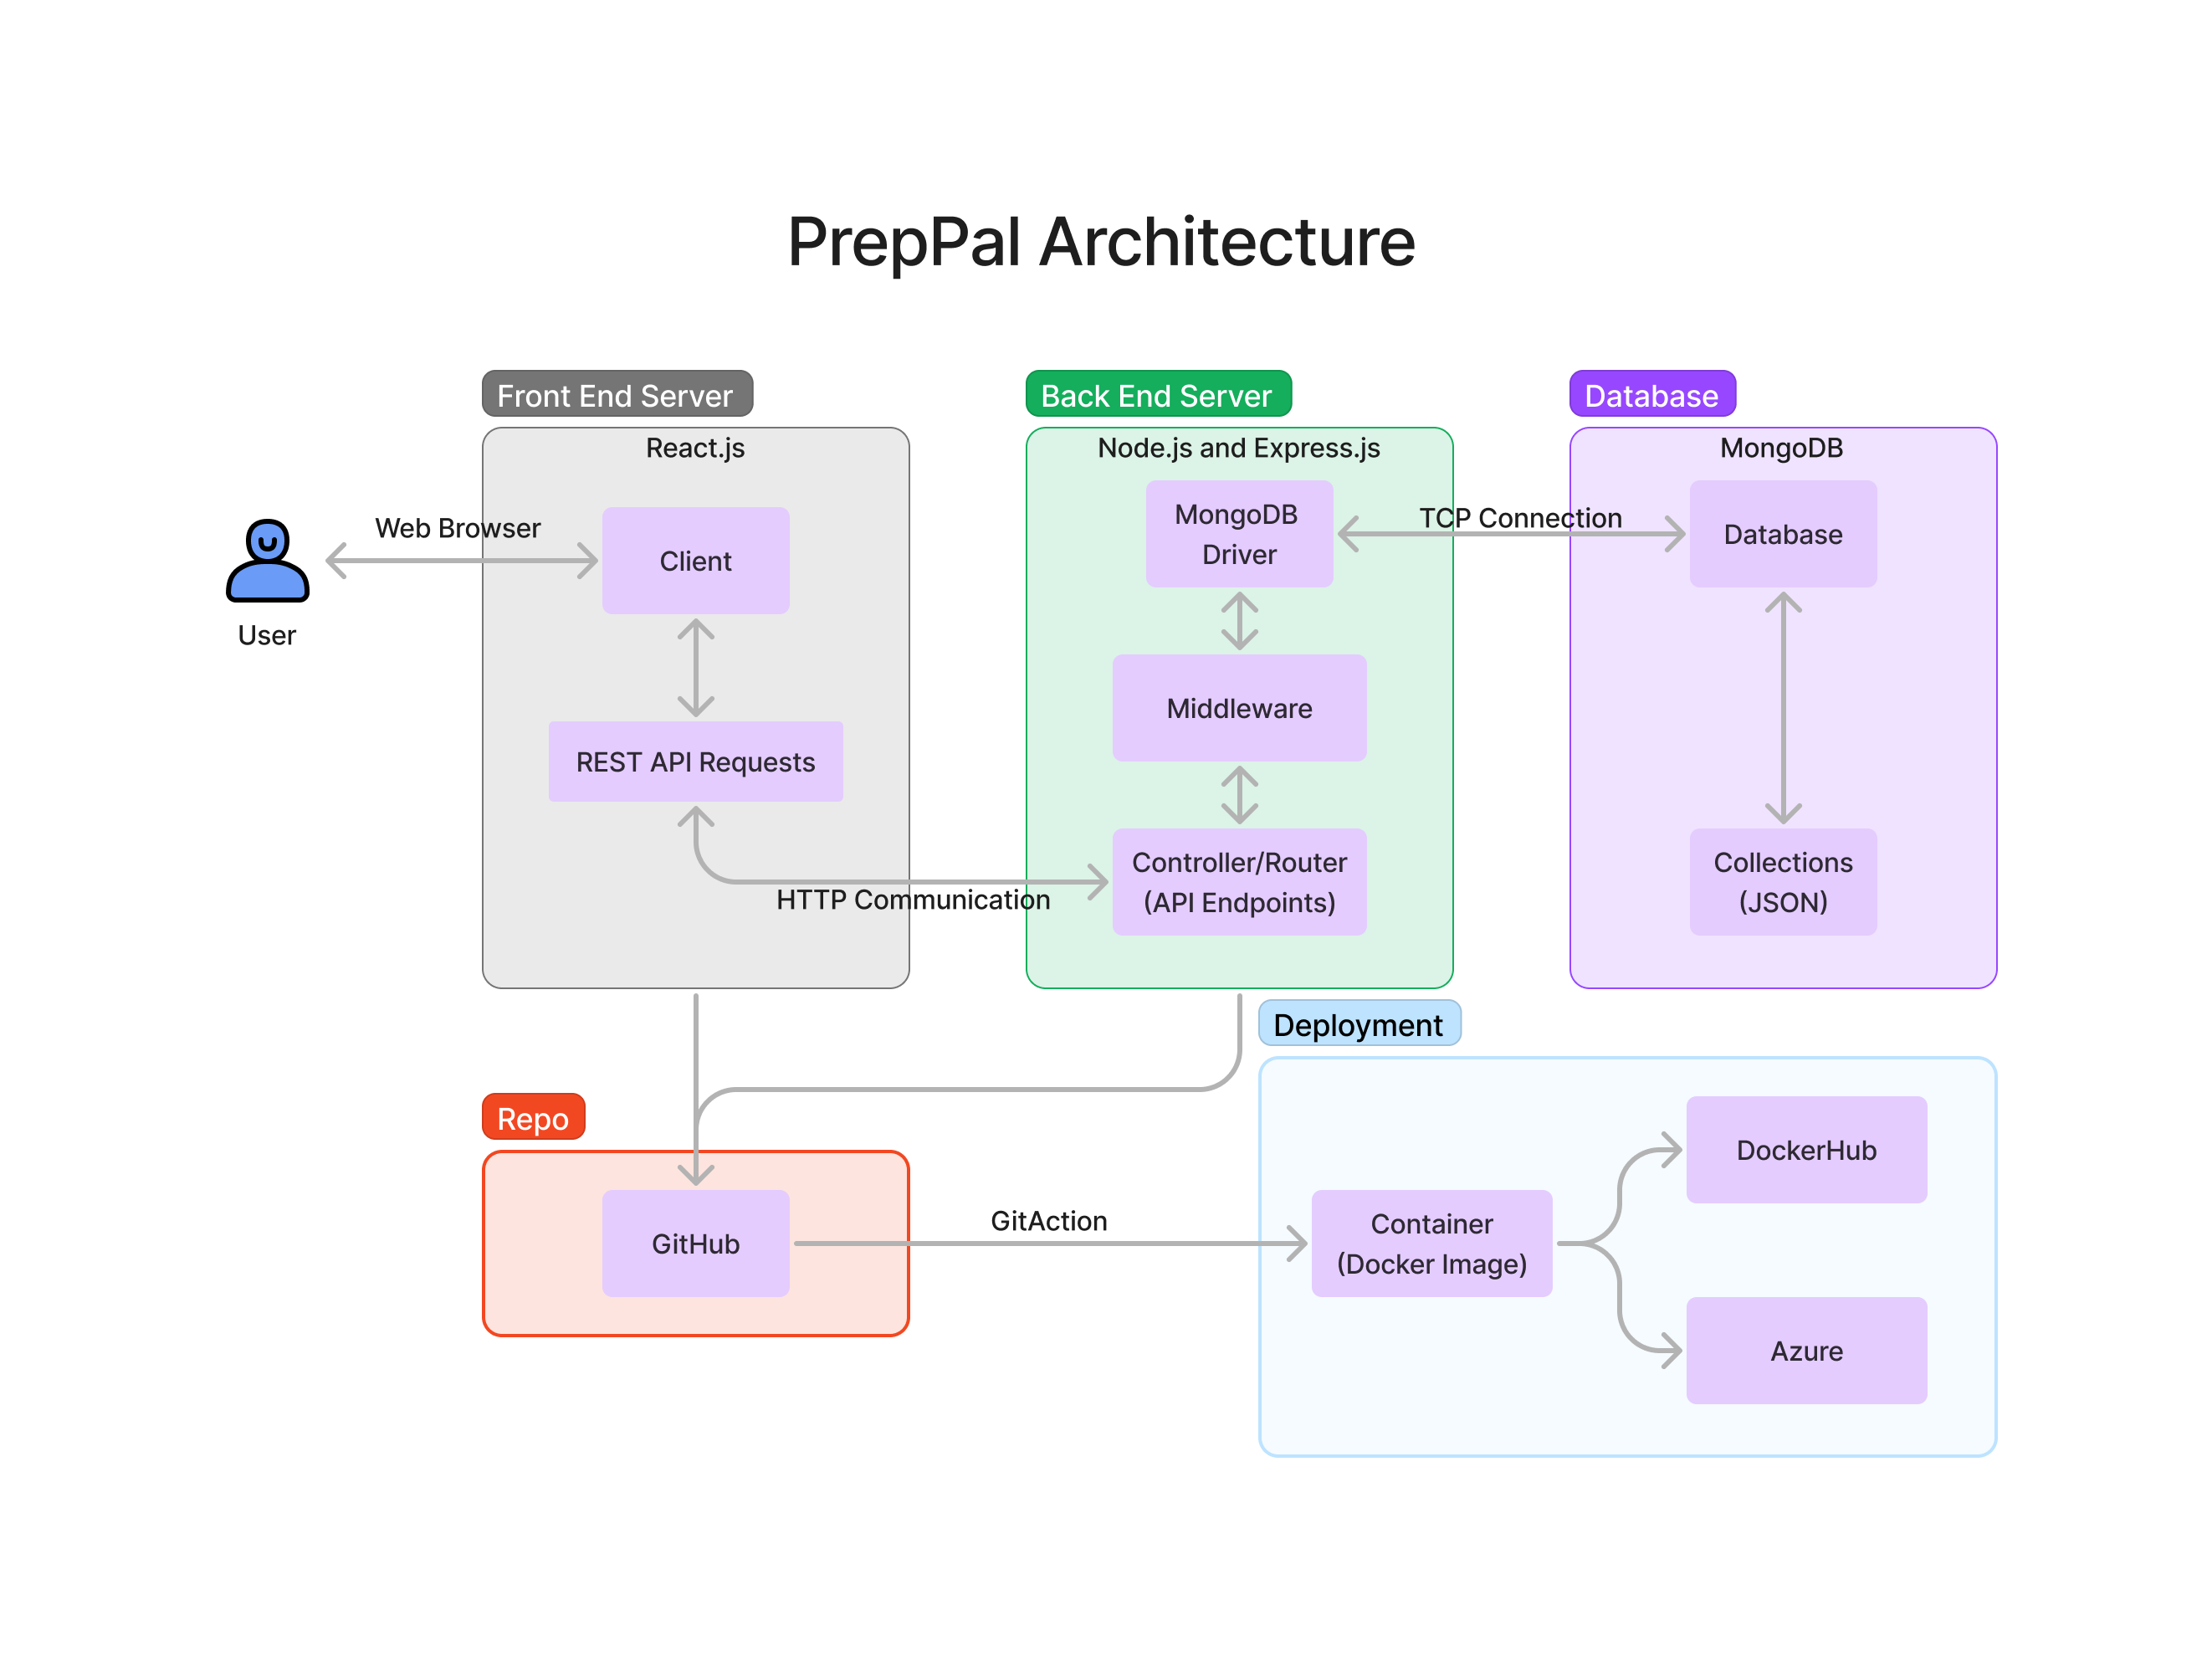 PrepPal Architecture
Front End Server
React.js
Web Browser
User
Client
REST API Requests
HTTP Communication
Back End Server
Node.js and Express.js
MongoDB
Driver
Middleware
Controller/Router
(API Endpoints)
TCP Connection
Database
MongoDB
Database
Collections
(JSON)
Repo
GitHub
GitAction
Deployment
Container
(Docker Image)
DockerHub
Azure